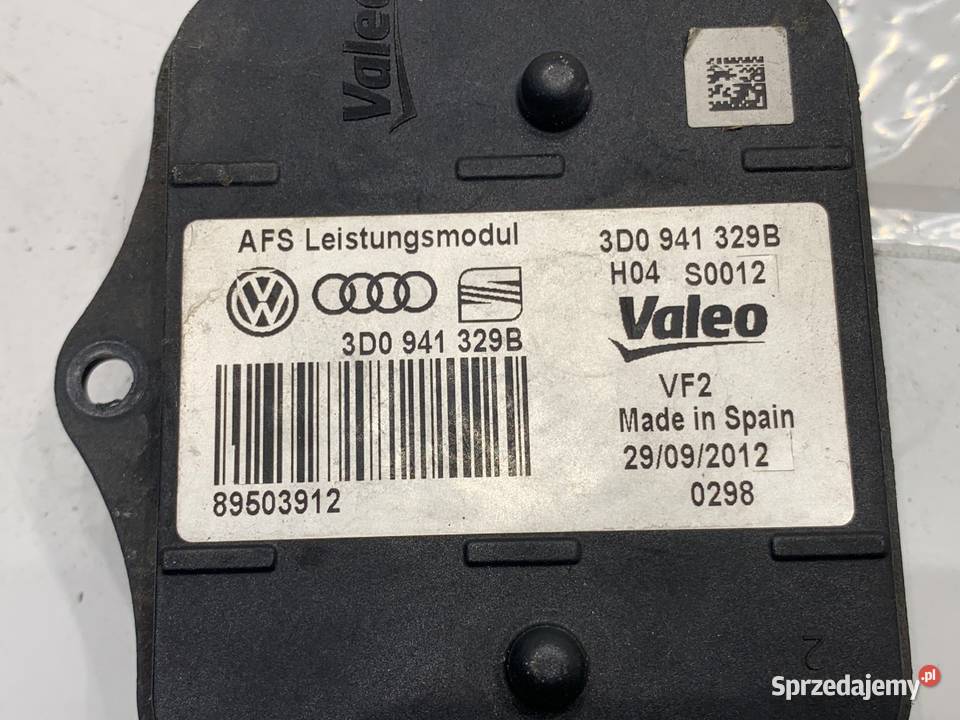 Valeo
AFS Leistungsmodul
3D0 941 329B
H04 S0012
3D0 941 329B
Valeo
VF2
Made in Spain
29/09/2012
89503912
0298
2
Sprzedajemy.pl